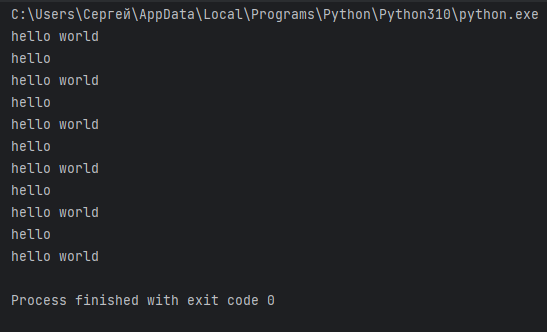 C:\Users\Сергей\AppData\Local\Programs\Python\Python310\python.exe
hello world
hello
hello world
hello
hello world
hello
hello world
hello
hello world
hello
hello world
Process finished with exit code 0